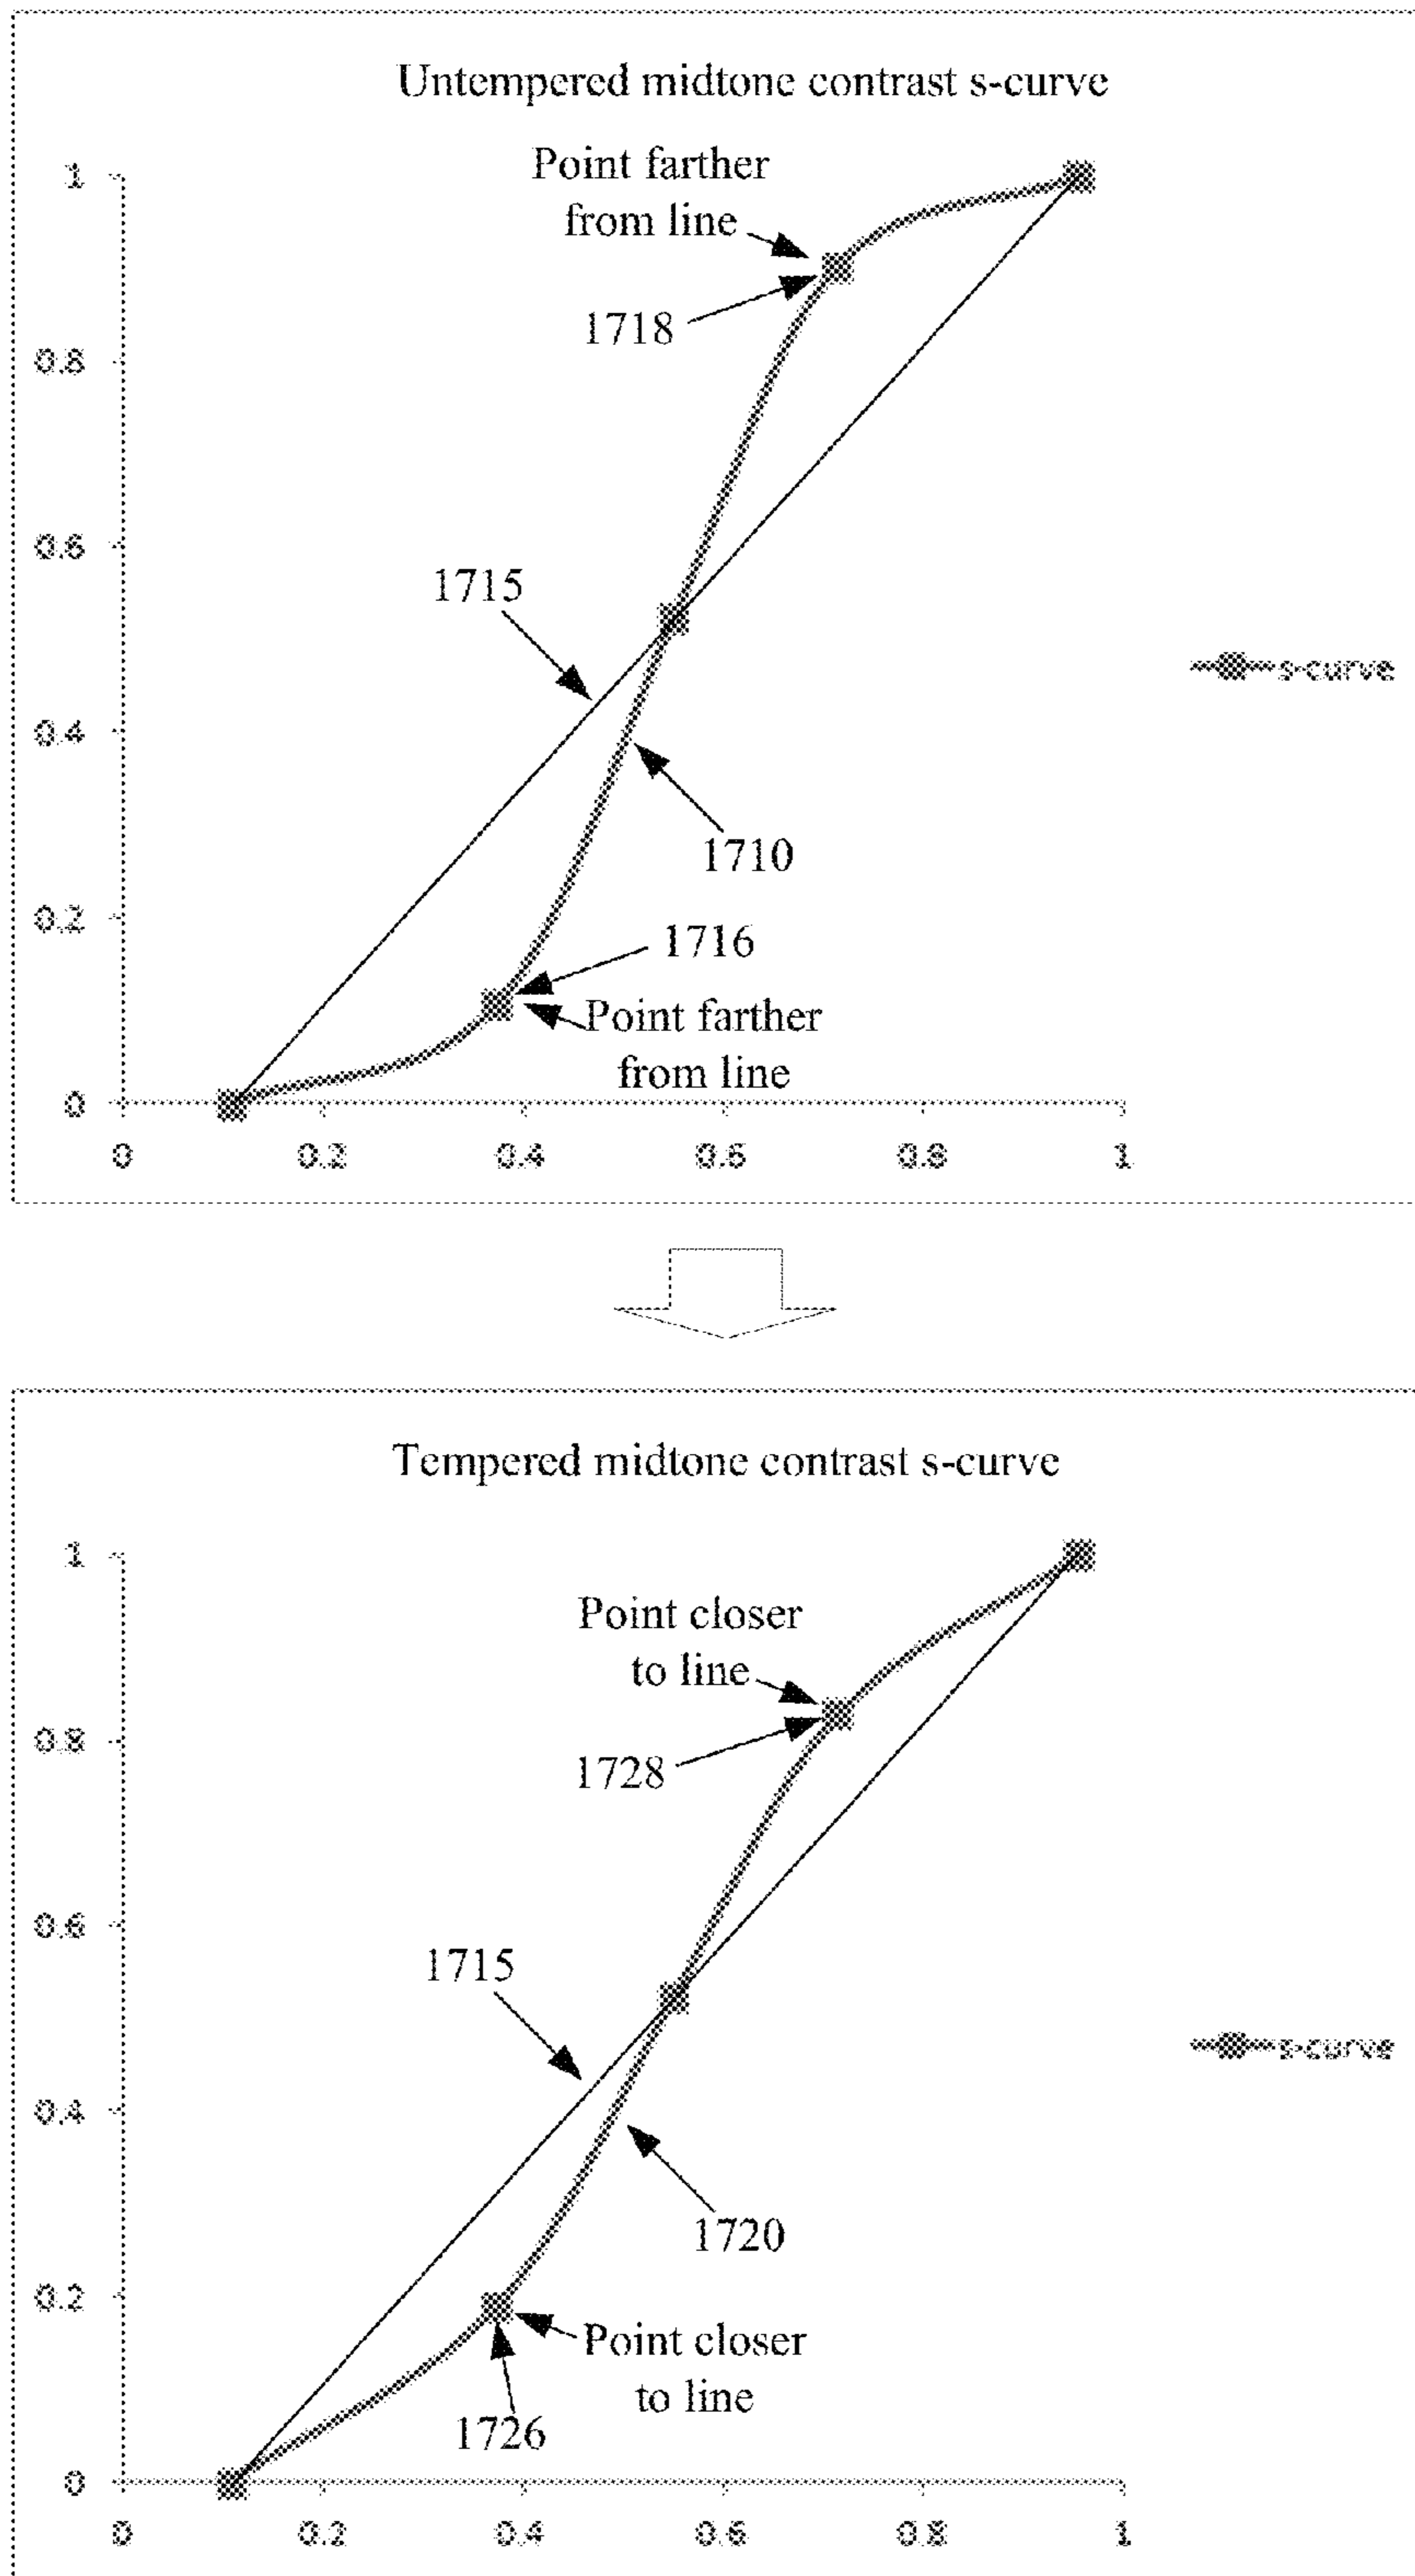 Untempered midtone contrast s-curve
Point farther
from line
1718
1
0.8
0.6
0.4
0.2
0
1715
s-curve
1710
1716
Point farther
from line
0 0.2 0.4 0.6 0.8 1
Tempered midtone contrast s-curve
Point closer
to line
1728
1
0.8
0.6
0.4
0.2
0
1715
s-curve
1720
Point closer
to line
1726
0 0.2 0.4 0.6 0.8 1